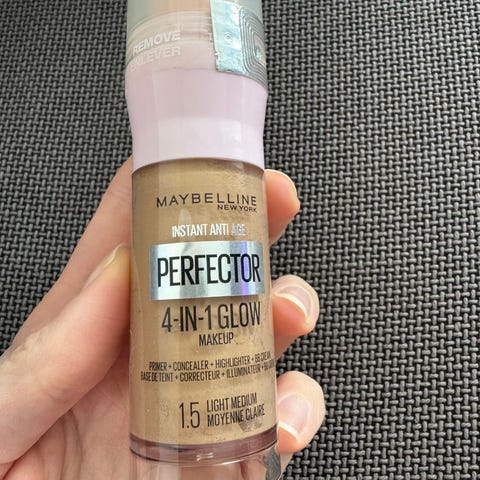 REMOVE
ENLEVER
MAYBELLINE
NEW YORK
INSTANT ANTI AGE
PERFECTOR
4-IN-1 GLOW
MAKEUP
PRIMER + CONCEALER + HIGHLIGHTER + BB CREAM
BASE DE TEINT + CORRECTEUR + ILLUMINATEUR +
1.5 LIGHT MEDIUM
MOYENNE CLAIRE